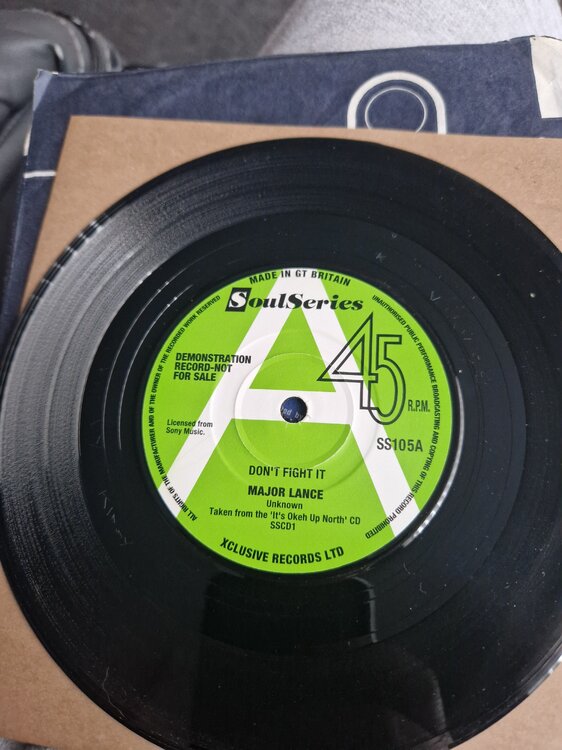 MADE IN GT BRITAIN
SoulSeries
DEMONSTRATION
RECORD-NOT
FOR SALE
45
R.P.M.
Licensed from
Sony Music.
SS105A
A
DON'T FIGHT IT
MAJOR LANCE
Unknown
Taken from the 'It's Okeh Up North' CD
SSCD1
XCLUSIVE RECORDS LTD
ALL RIGHTS OF THE MANUFACTURER AND OF THE OWNER OF THE RECORDED WORK RESERVED
UNAUTHORISED PUBLIC PERFORMANCE BROADCASTING AND COPYING OF THIS RECORD PROHIBITED